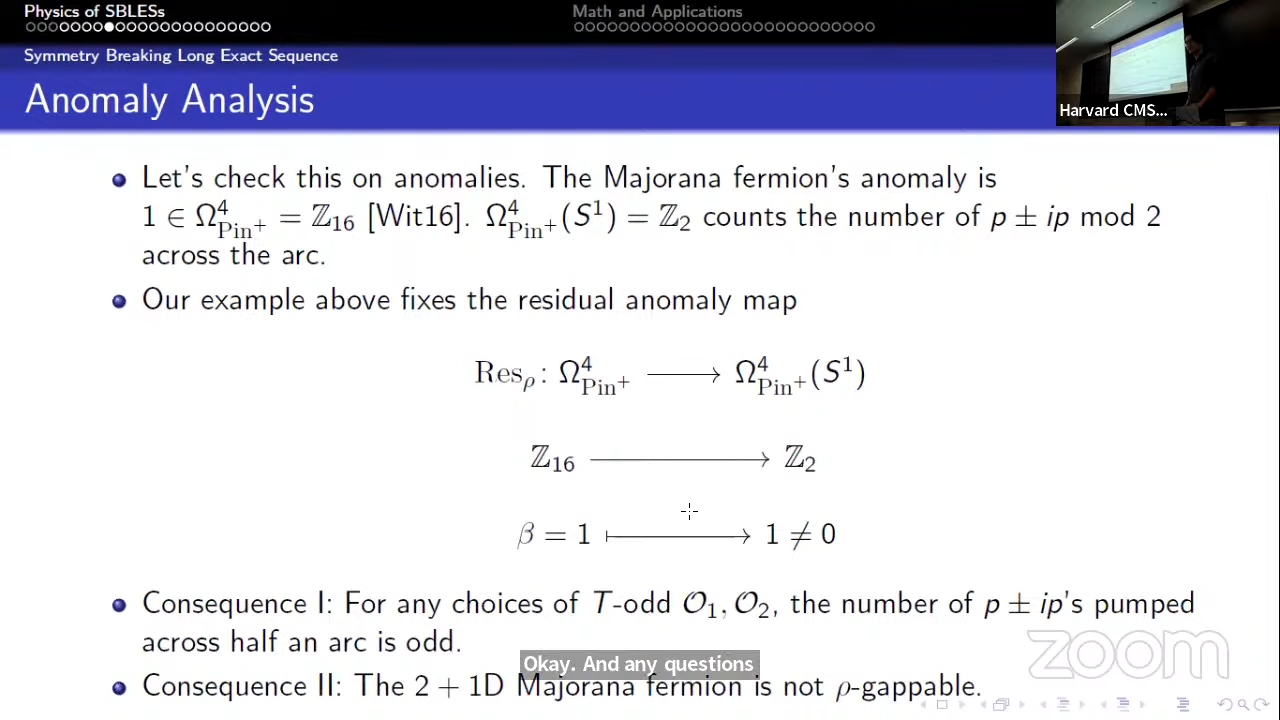 Physics of SBLESs
Math and Applications
Symmetry Breaking Long Exact Sequence
Anomaly Analysis
Harvard CMS...
Let's check this on anomalies. The Majorana fermion's anomaly is
1 ∈ Ω⁴_Pin⁺ = ℤ₁₆ [Wit16]. Ω⁴_Pin⁺(S¹) = ℤ₂ counts the number of p ± ip mod 2
across the arc.
Our example above fixes the residual anomaly map
Res_ρ : Ω⁴_Pin⁺ ⟶ Ω⁴_Pin⁺(S¹)
ℤ₁₆ ⟶ ℤ₂
β = 1 ⟼ 1 ≠ 0
Consequence I: For any choices of T-odd 𝒪₁, 𝒪₂, the number of p ± ip's pumped
across half an arc is odd.
zoom
Okay. And any questions
Consequence II: The 2 + 1D Majorana fermion is not ρ-gappable.